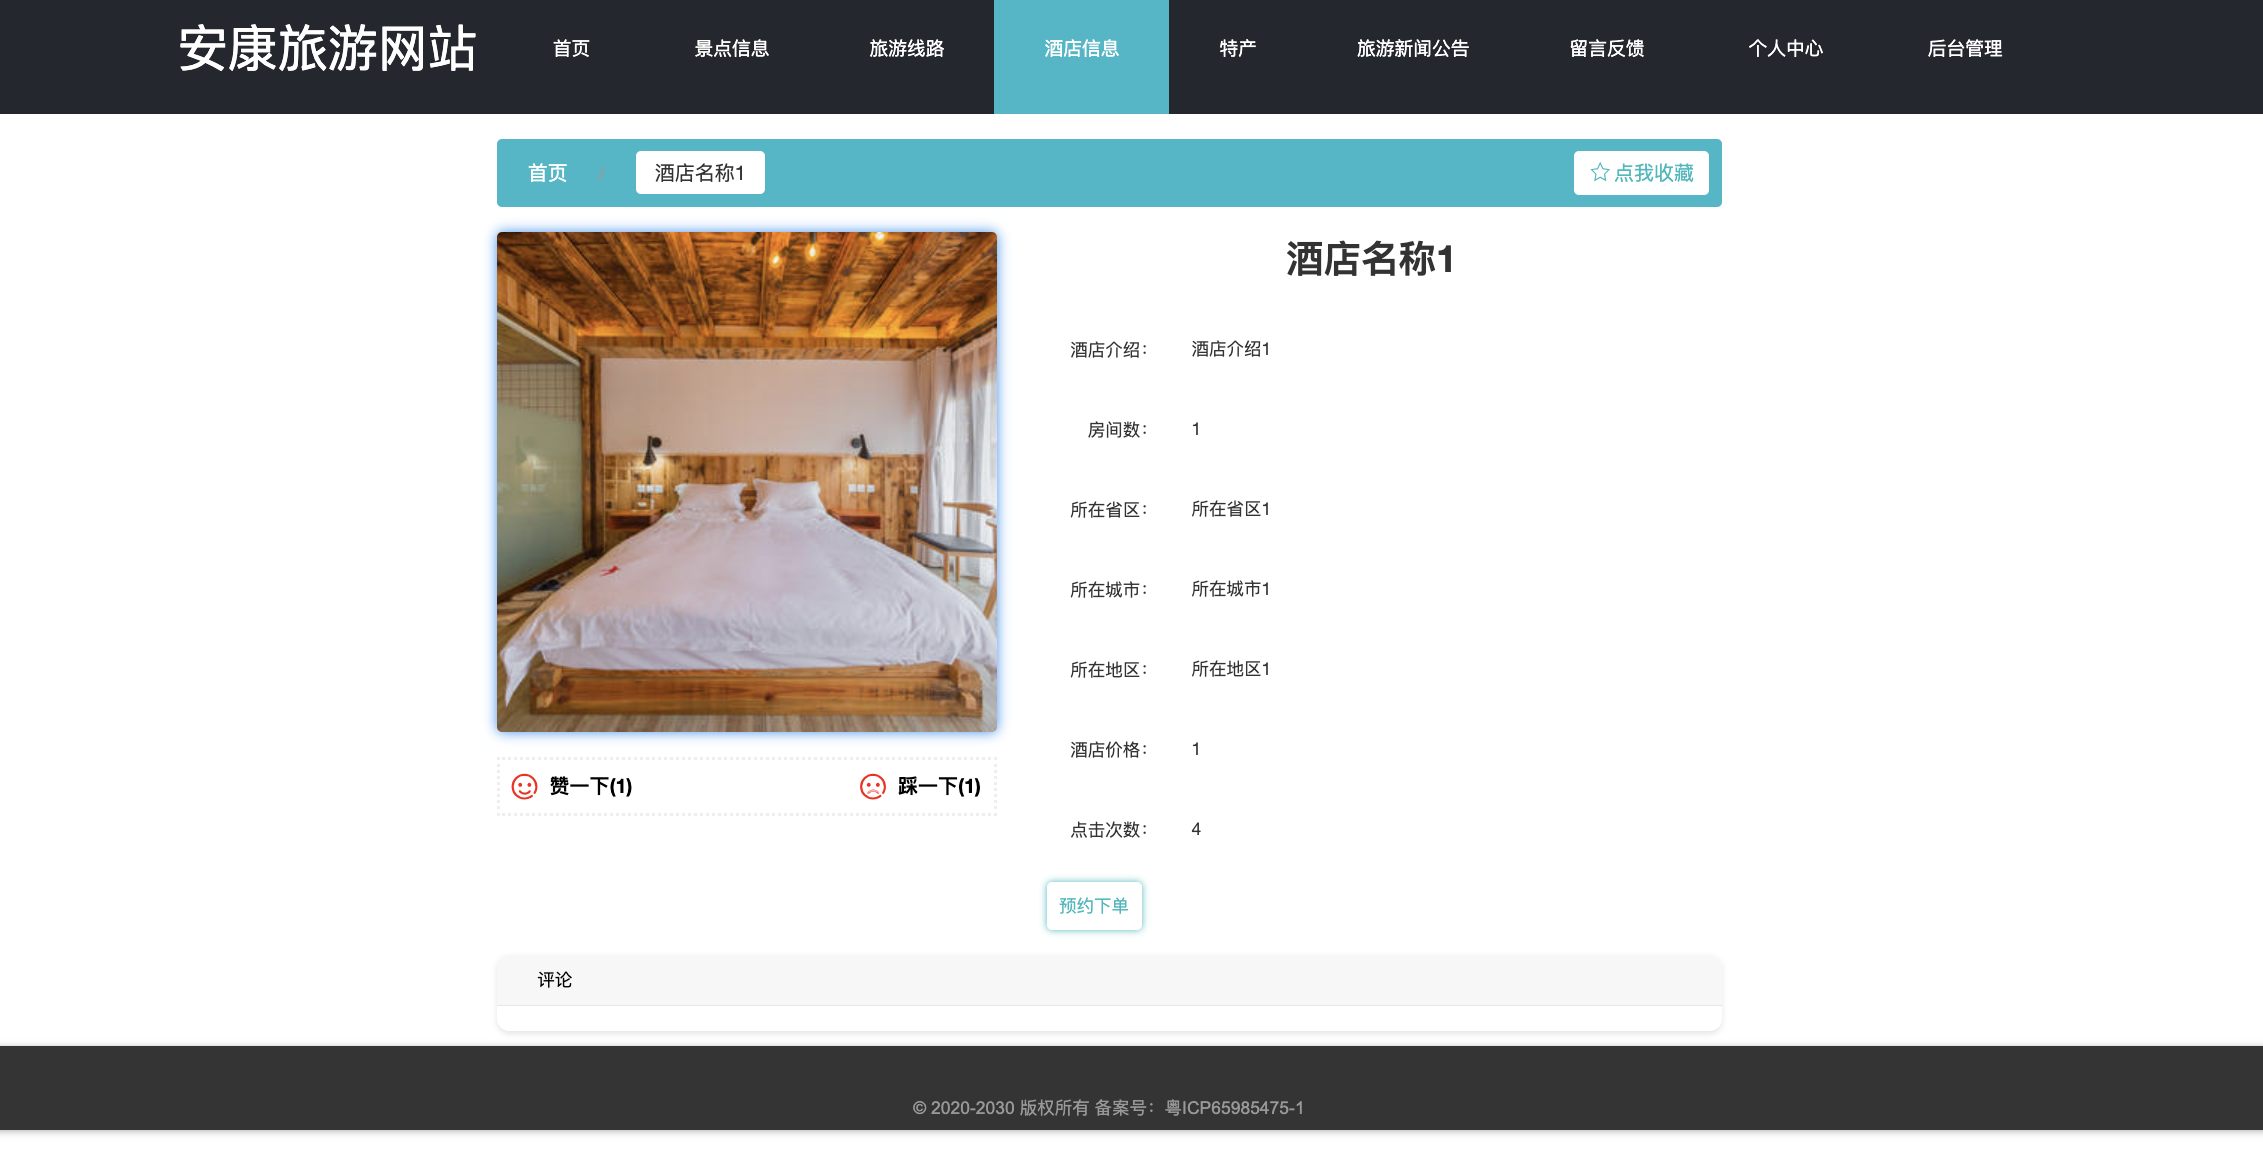 安康旅游网站 首页 景点信息 旅游线路 酒店信息 特产 旅游新闻公告 留言反馈 个人中心 后台管理
首页 / 酒店名称1 点我收藏
酒店名称1
酒店介绍： 酒店介绍1
房间数： 1
所在省区： 所在省区1
所在城市： 所在城市1
所在地区： 所在地区1
酒店价格： 1
赞一下(1) 踩一下(1)
点击次数： 4
预约下单
评论
© 2020-2030 版权所有 备案号：粤ICP65985475-1